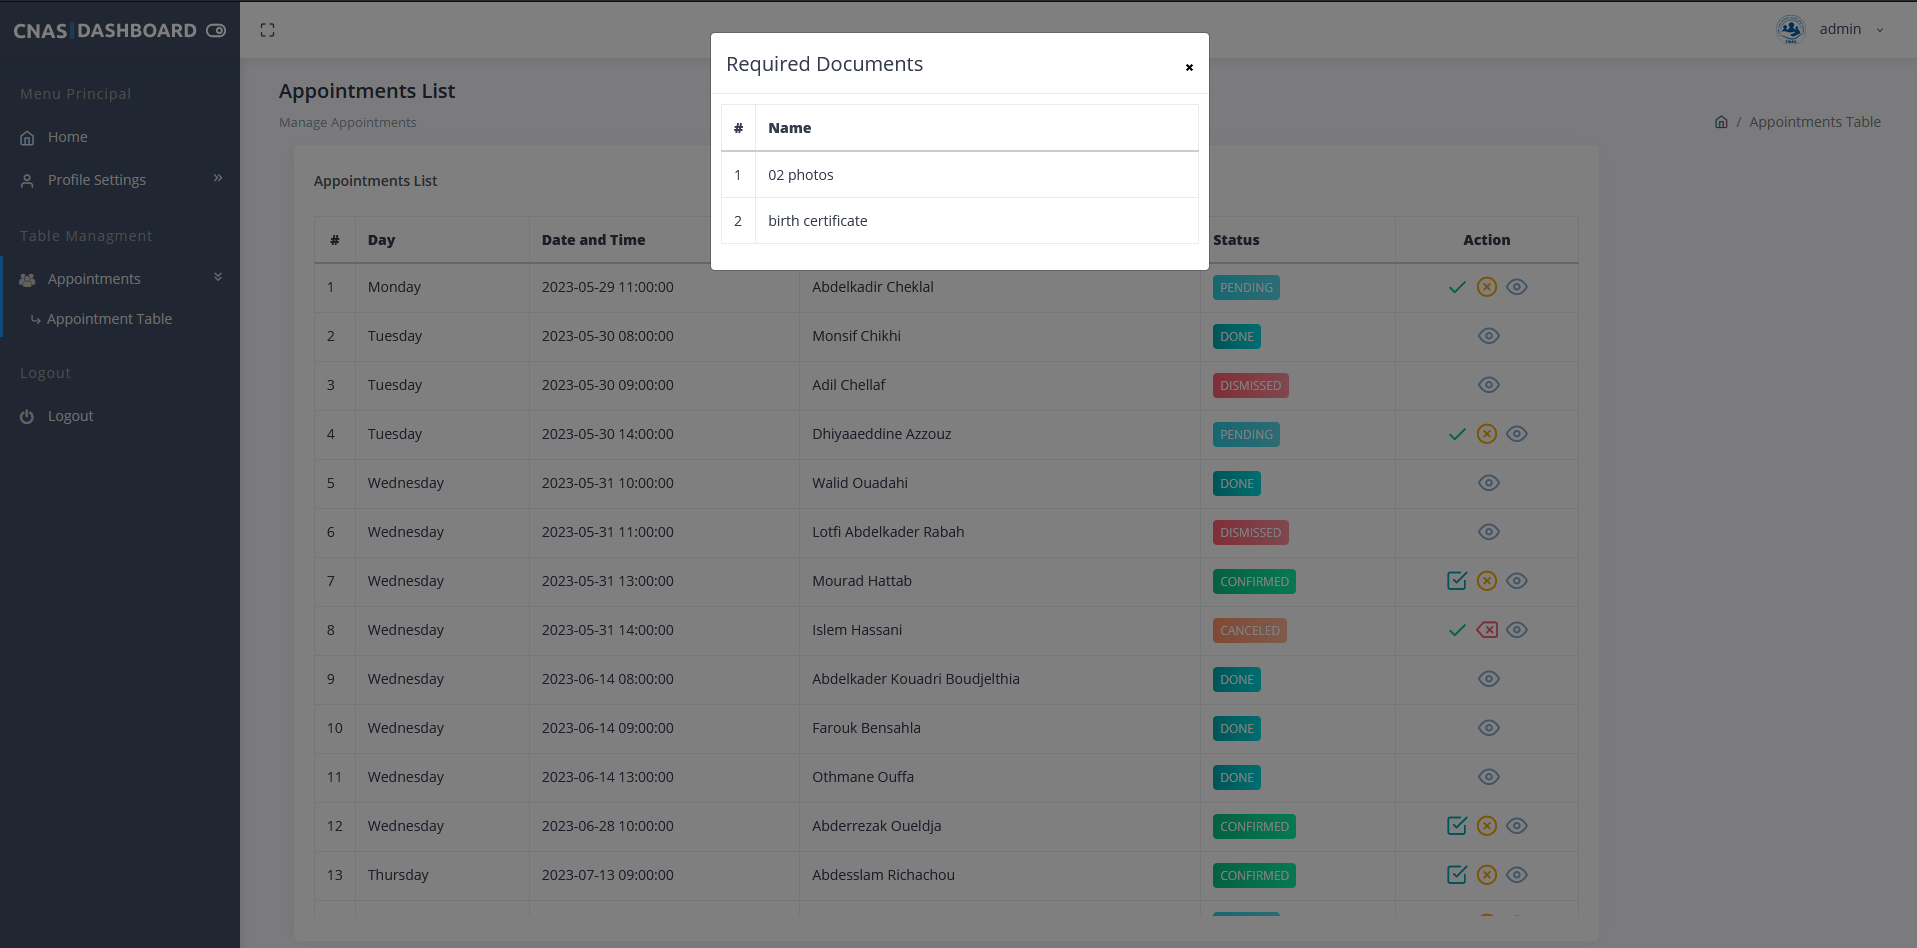 CNAS|DASHBOARD
admin
Menu Principal
Home
Profile Settings
Table Managment
Appointments
Appointment Table
Logout
Logout
Appointments List
Manage Appointments
/ Appointments Table
Required Documents
# Name
1 02 photos
2 birth certificate
Appointments List
# Day Date and Time Status Action
1 Monday 2023-05-29 11:00:00 Abdelkadir Cheklal PENDING
2 Tuesday 2023-05-30 08:00:00 Monsif Chikhi DONE
3 Tuesday 2023-05-30 09:00:00 Adil Chellaf DISMISSED
4 Tuesday 2023-05-30 14:00:00 Dhiyaaeddine Azzouz PENDING
5 Wednesday 2023-05-31 10:00:00 Walid Ouadahi DONE
6 Wednesday 2023-05-31 11:00:00 Lotfi Abdelkader Rabah DISMISSED
7 Wednesday 2023-05-31 13:00:00 Mourad Hattab CONFIRMED
8 Wednesday 2023-05-31 14:00:00 Islem Hassani CANCELED
9 Wednesday 2023-06-14 08:00:00 Abdelkader Kouadri Boudjelthia DONE
10 Wednesday 2023-06-14 09:00:00 Farouk Bensahla DONE
11 Wednesday 2023-06-14 13:00:00 Othmane Ouffa DONE
12 Wednesday 2023-06-28 10:00:00 Abderrezak Oueldja CONFIRMED
13 Thursday 2023-07-13 09:00:00 Abdesslam Richachou CONFIRMED